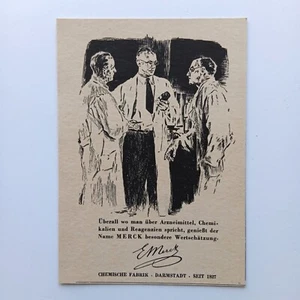 Überall wo man über Arzneimittel, Chemi-
kalien und Reagenzien spricht, genießt der
Name MERCK besondere Wertschätzung.
E. Merck
CHEMISCHE FABRIK · DARMSTADT · SEIT 1827